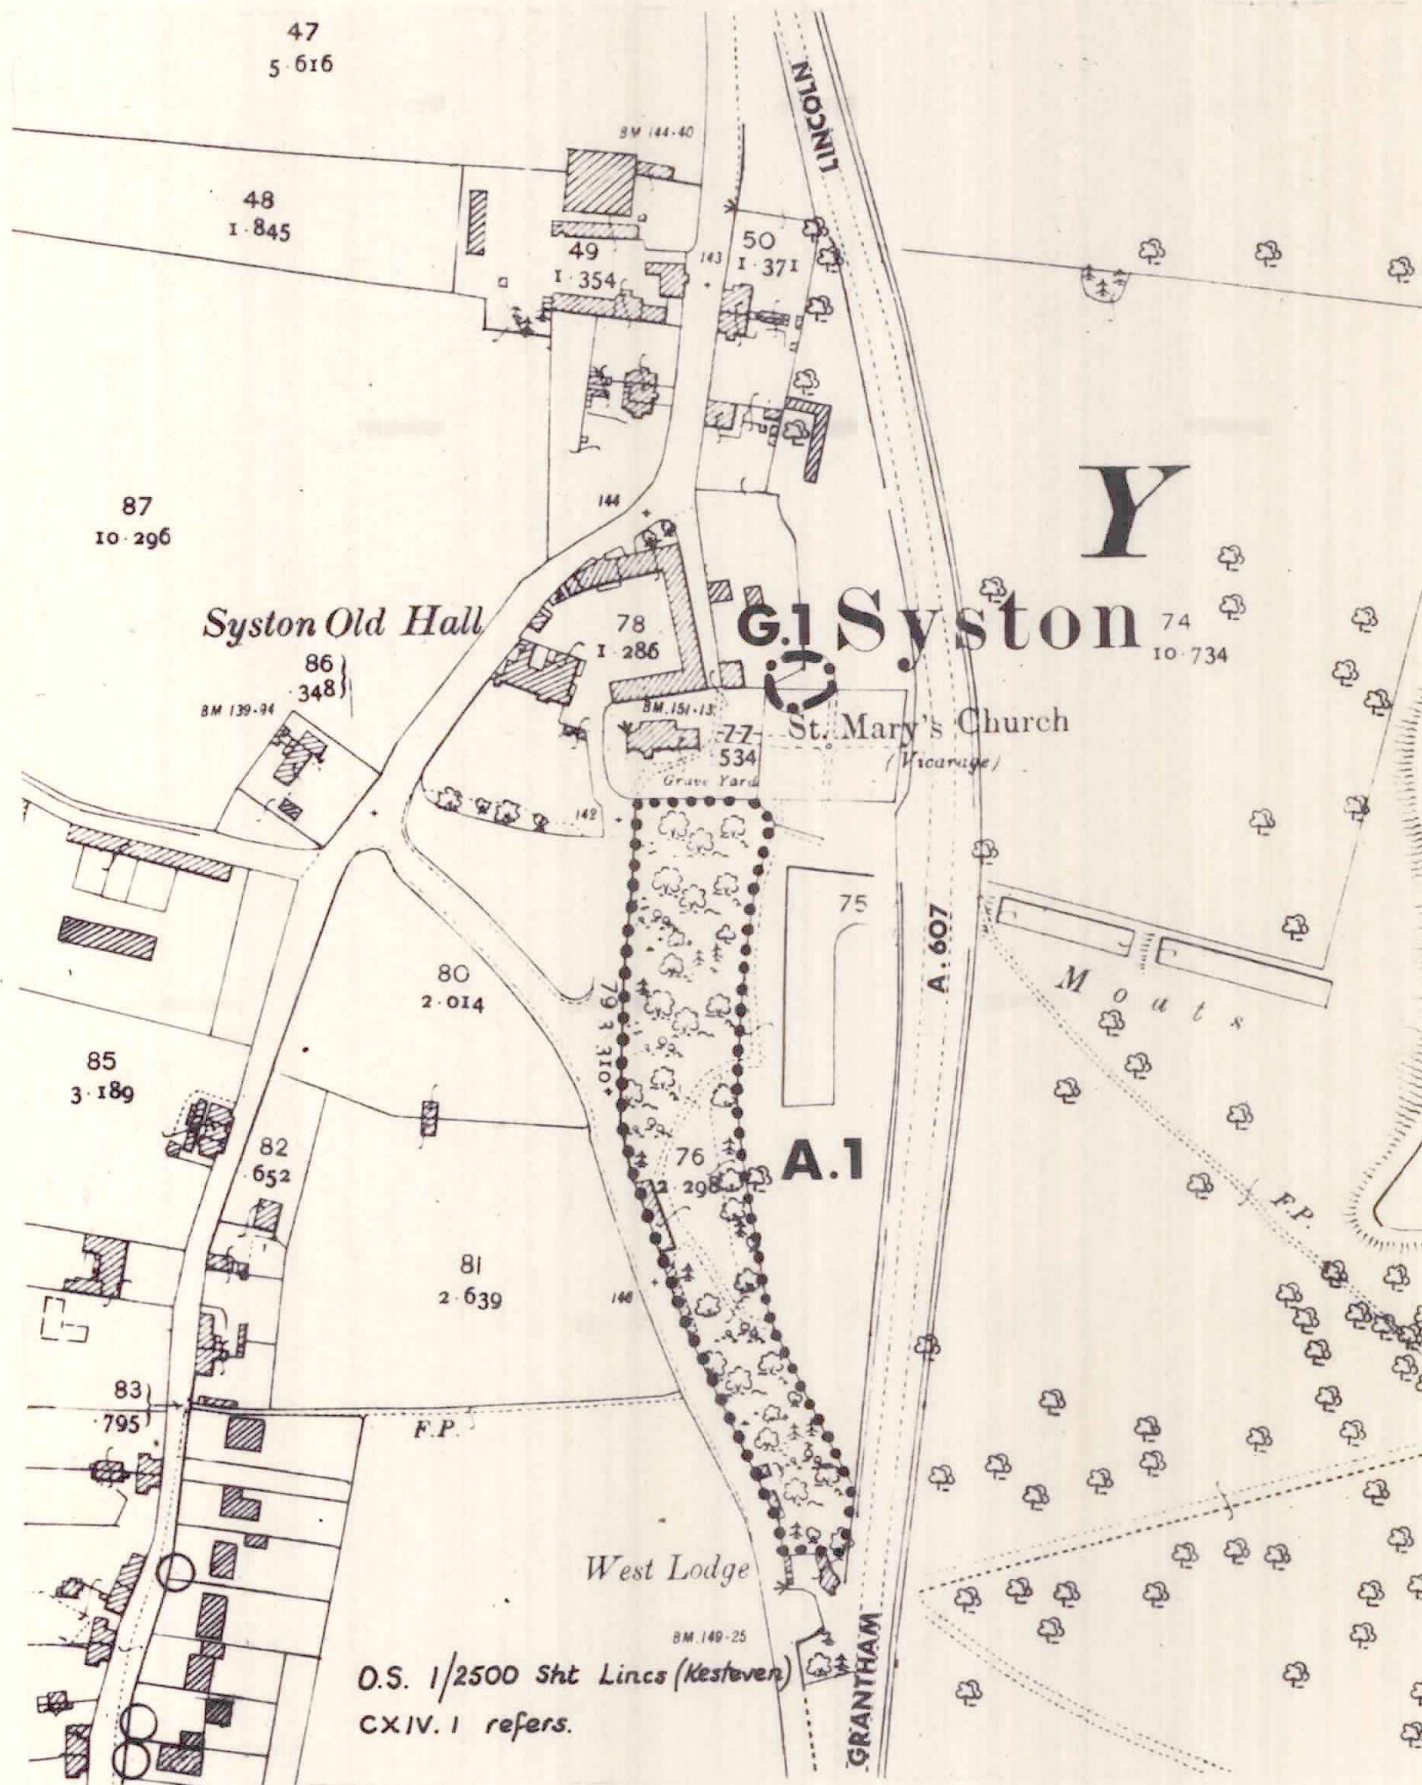 47
5·616
LINCOLN
BM 144·40
48
1·845
49
1·354
143
50
1·371
87
10·296
144
Y
Syston Old Hall
86
·348
BM 139·94
78
1·286
G.1
Syston
74
10·734
BM.151·13
77
·534
St. Mary's Church
(Vicarage)
Grave Yard
142
75
A.607
80
2·014
79 3·310
Moats
85
3·189
82
·652
76
2·298
A.1
F.P.
81
2·639
146
83
·795
F.P.
West Lodge
BM.149·25
GRANTHAM
O.S. 1/2500 Sht Lincs (Kesteven)
CXIV.1 refers.